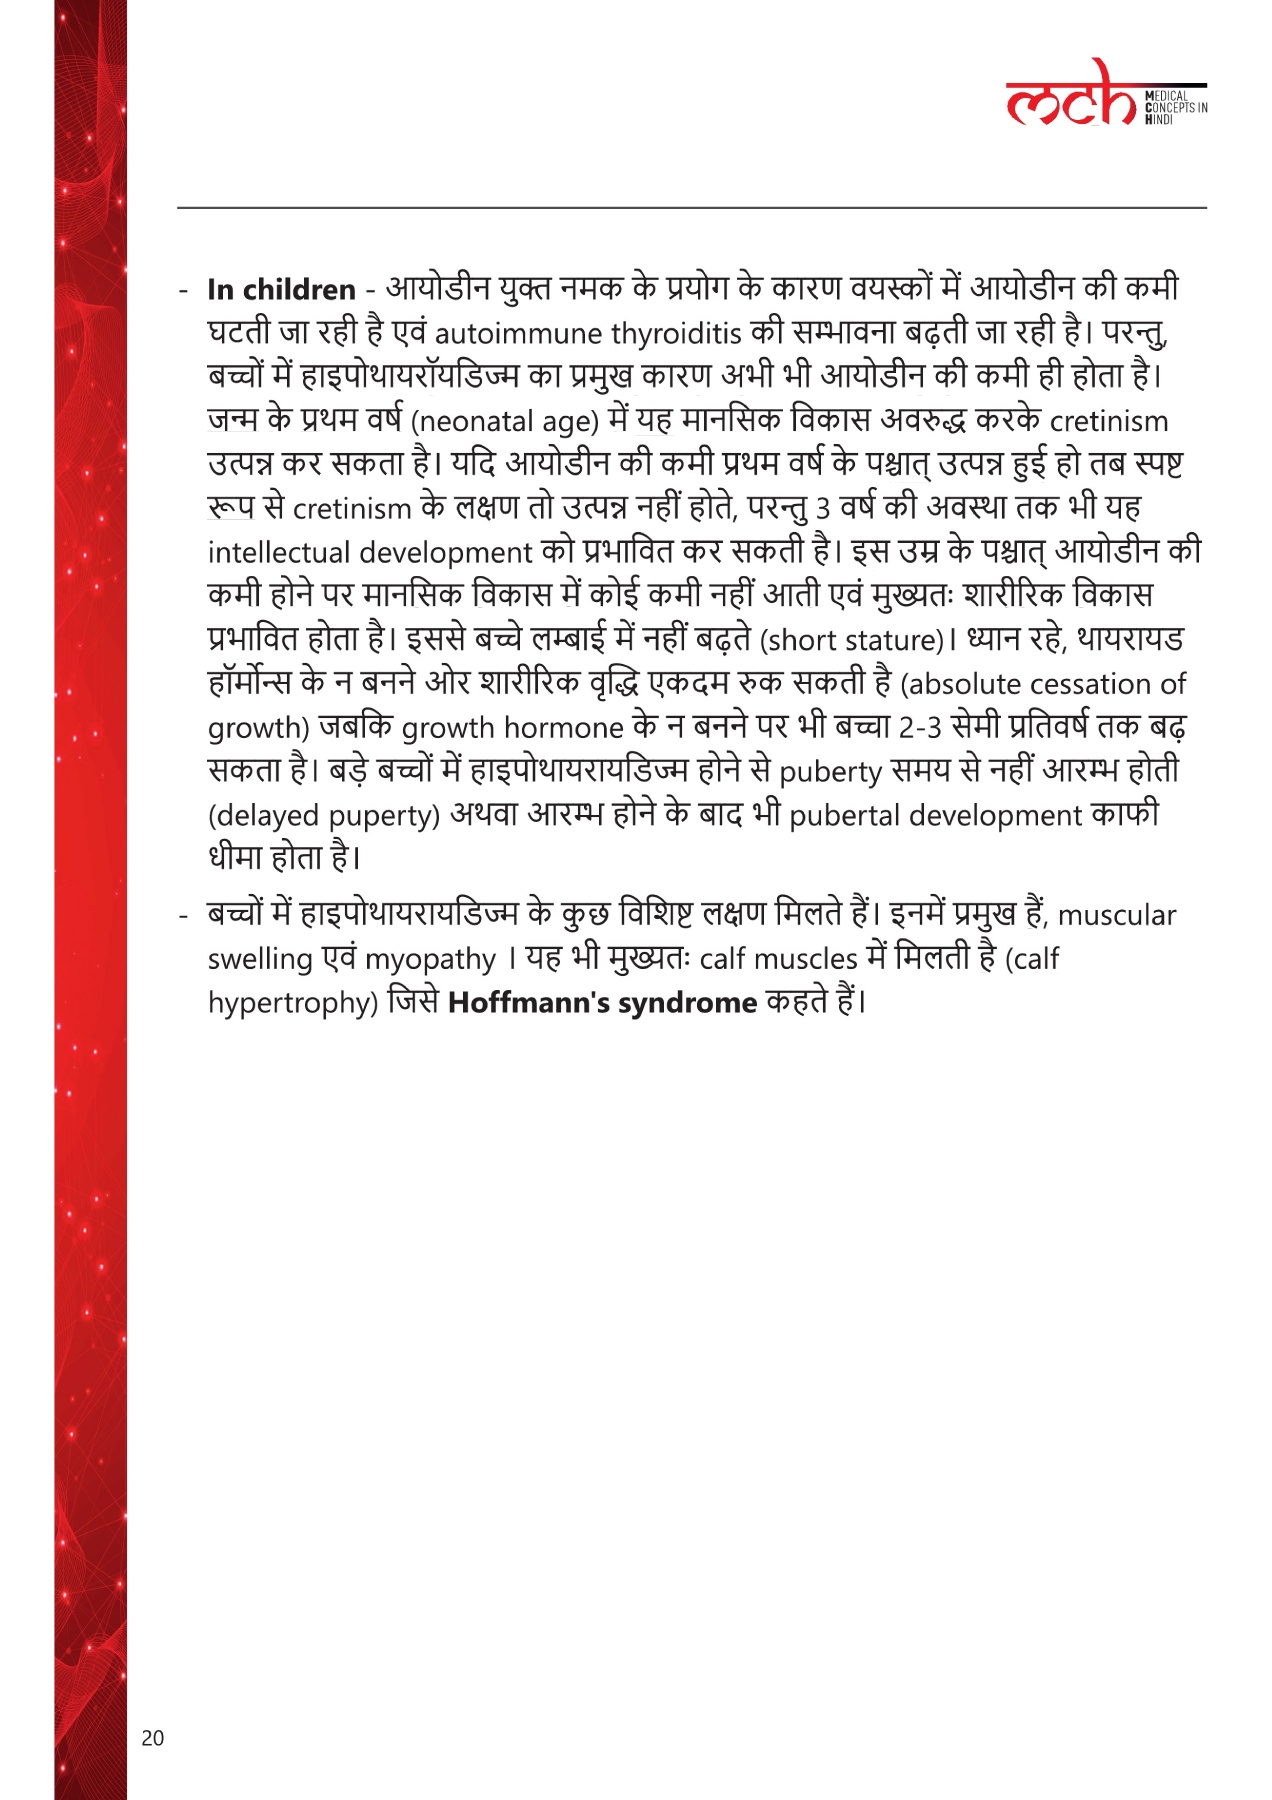 मch MEDICAL
CONCEPTS IN
HINDI
- In children - आयोडीन युक्त नमक के प्रयोग के कारण वयस्कों में आयोडीन की कमी
घटती जा रही है एवं autoimmune thyroiditis की सम्भावना बढ़ती जा रही है। परन्तु,
बच्चों में हाइपोथायरॉयडिज्म का प्रमुख कारण अभी भी आयोडीन की कमी ही होता है।
जन्म के प्रथम वर्ष (neonatal age) में यह मानसिक विकास अवरुद्ध करके cretinism
उत्पन्न कर सकता है। यदि आयोडीन की कमी प्रथम वर्ष के पश्चात् उत्पन्न हुई हो तब स्पष्ट
रूप से cretinism के लक्षण तो उत्पन्न नहीं होते, परन्तु 3 वर्ष की अवस्था तक भी यह
intellectual development को प्रभावित कर सकती है। इस उम्र के पश्चात् आयोडीन की
कमी होने पर मानसिक विकास में कोई कमी नहीं आती एवं मुख्यतः शारीरिक विकास
प्रभावित होता है। इससे बच्चे लम्बाई में नहीं बढ़ते (short stature)। ध्यान रहे, थायरायड
हॉर्मोन्स के न बनने ओर शारीरिक वृद्धि एकदम रुक सकती है (absolute cessation of
growth) जबकि growth hormone के न बनने पर भी बच्चा 2-3 सेमी प्रतिवर्ष तक बढ़
सकता है। बड़े बच्चों में हाइपोथायरायडिज्म होने से puberty समय से नहीं आरम्भ होती
(delayed puperty) अथवा आरम्भ होने के बाद भी pubertal development काफी
धीमा होता है।
- बच्चों में हाइपोथायरायडिज्म के कुछ विशिष्ट लक्षण मिलते हैं। इनमें प्रमुख हैं, muscular
swelling एवं myopathy । यह भी मुख्यतः calf muscles में मिलती है (calf
hypertrophy) जिसे Hoffmann's syndrome कहते हैं।
20